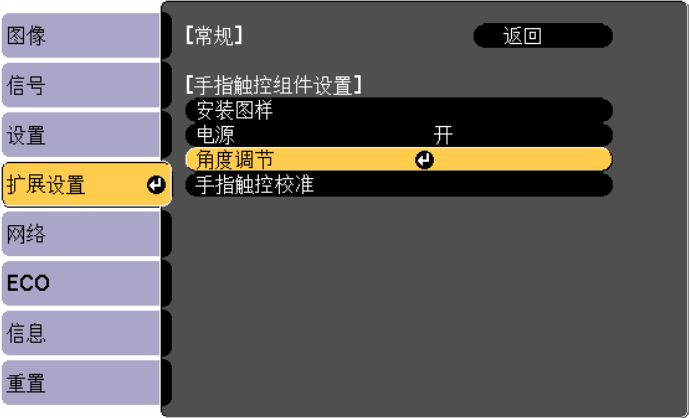 图像
信号
设置
扩展设置
网络
ECO
信息
重置
[常规]
返回
[手指触控组件设置]
安装图样
电源 开
角度调节
手指触控校准